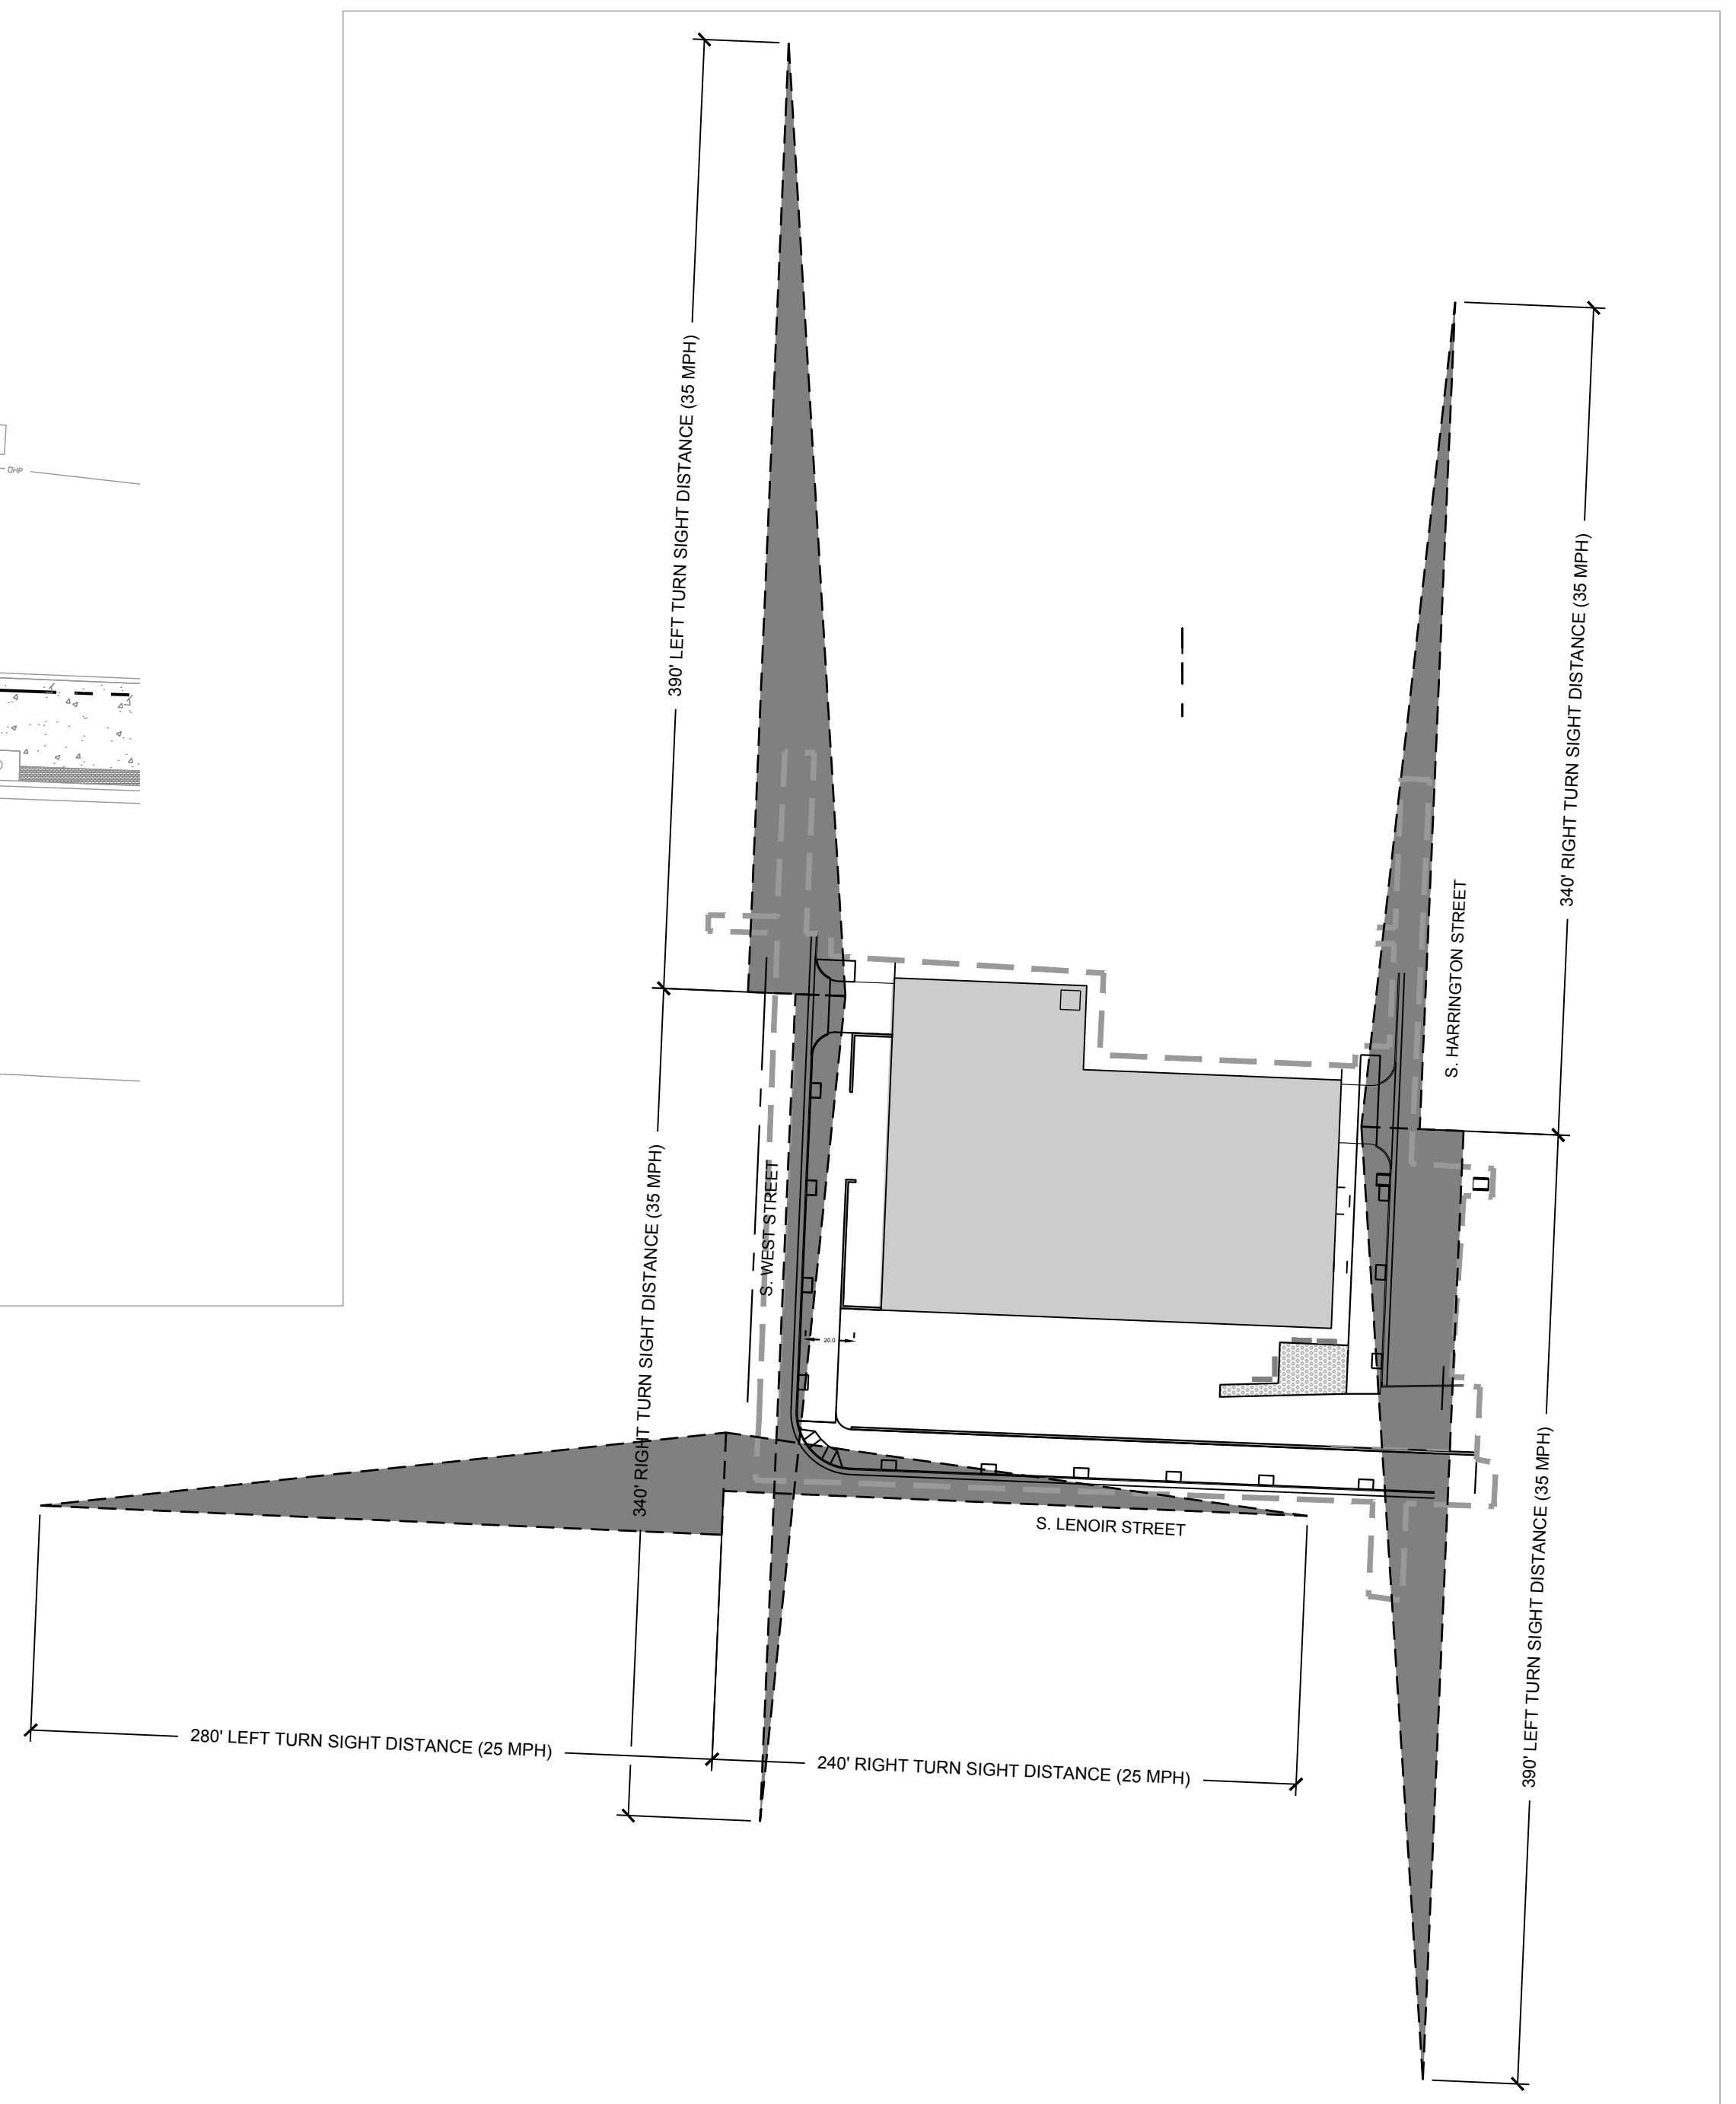 390' LEFT TURN SIGHT DISTANCE (35 MPH)
340' RIGHT TURN SIGHT DISTANCE (35 MPH)
OHP
S. HARRINGTON STREET
S. WEST STREET
340' RIGHT TURN SIGHT DISTANCE (35 MPH)
20.0
390' LEFT TURN SIGHT DISTANCE (35 MPH)
S. LENOIR STREET
280' LEFT TURN SIGHT DISTANCE (25 MPH)
240' RIGHT TURN SIGHT DISTANCE (25 MPH)